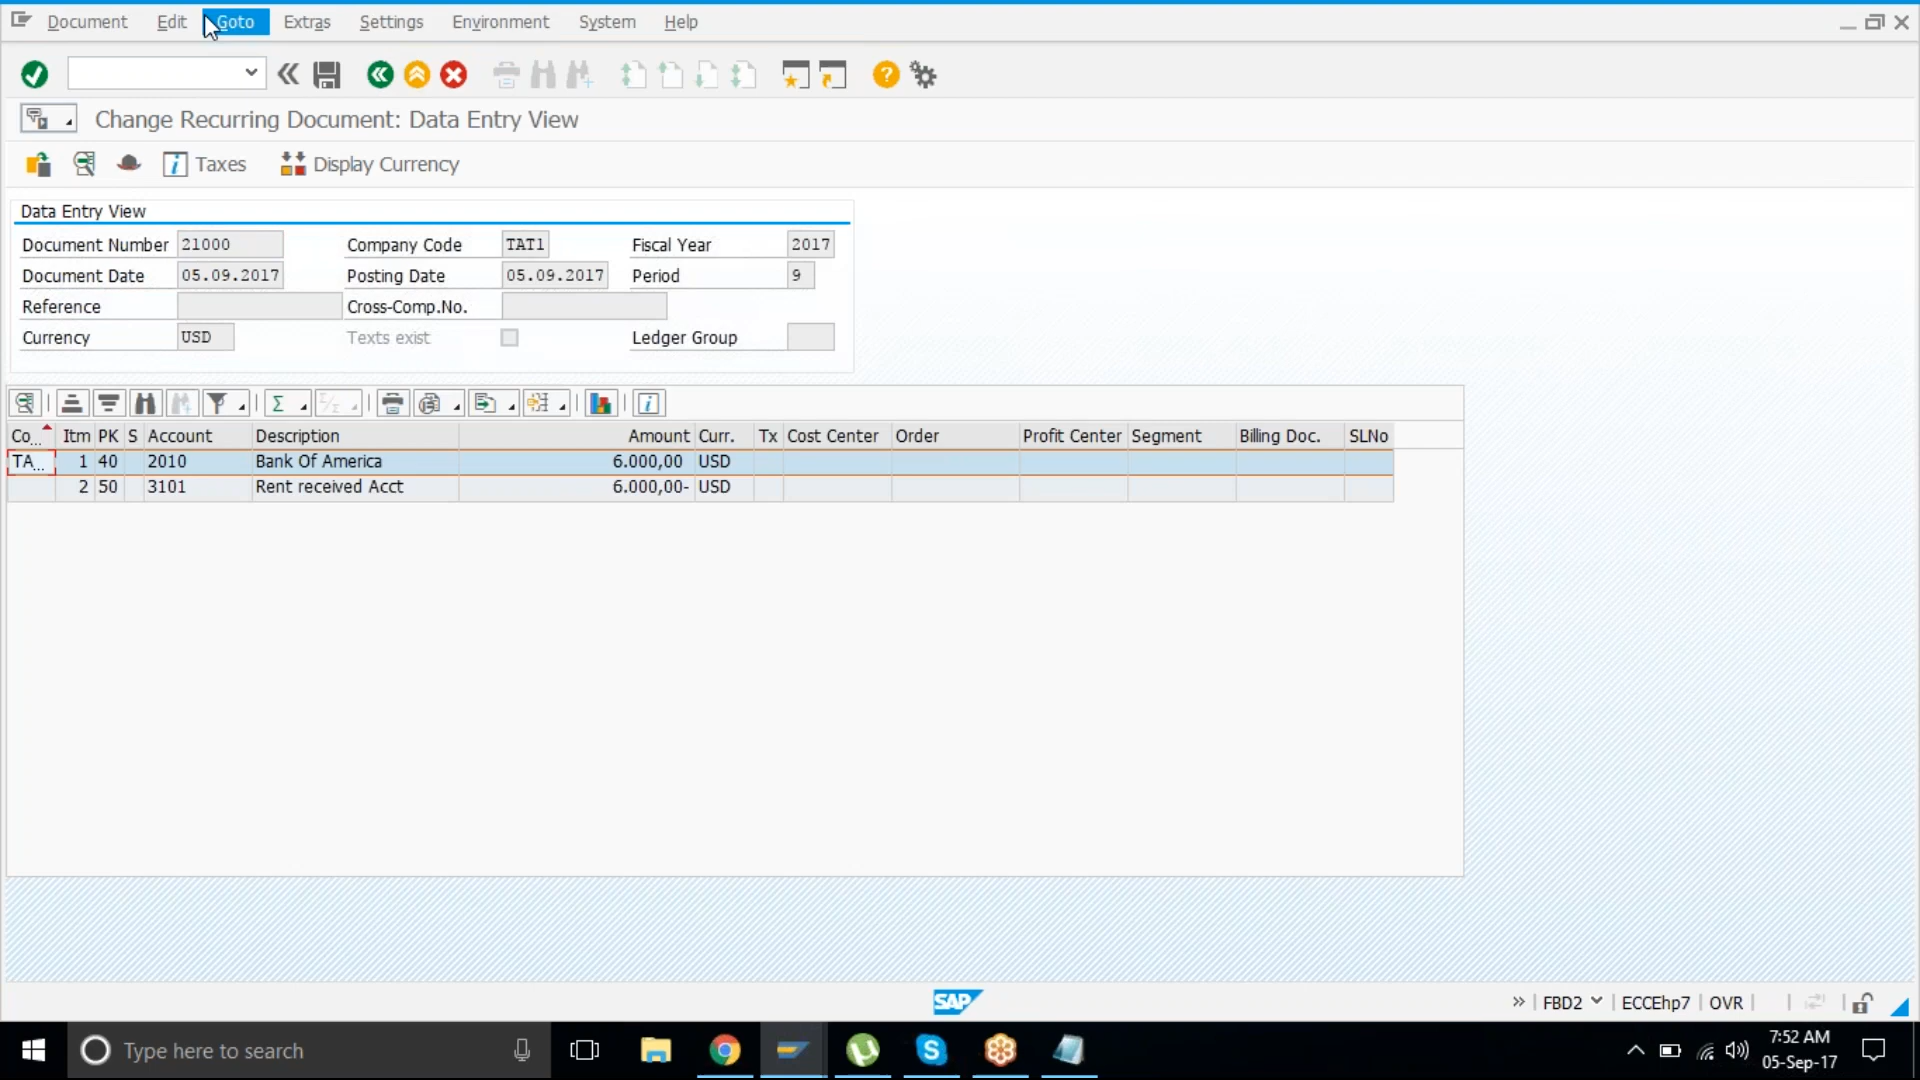 Document Edit Goto Extras Settings Environment System Help
Change Recurring Document: Data Entry View
Taxes Display Currency
Data Entry View
Document Number 21000 Company Code TAT1 Fiscal Year 2017
Document Date 05.09.2017 Posting Date 05.09.2017 Period 9
Reference Cross-Comp.No.
Currency USD Texts exist Ledger Group
Co... Itm PK S Account Description Amount Curr. Tx Cost Center Order Profit Center Segment Billing Doc. SLNo
TA... 1 40 2010 Bank Of America 6.000,00 USD
2 50 3101 Rent received Acct 6.000,00- USD
SAP
FBD2 ECCEhp7 OVR
Type here to search
7:52 AM
05-Sep-17